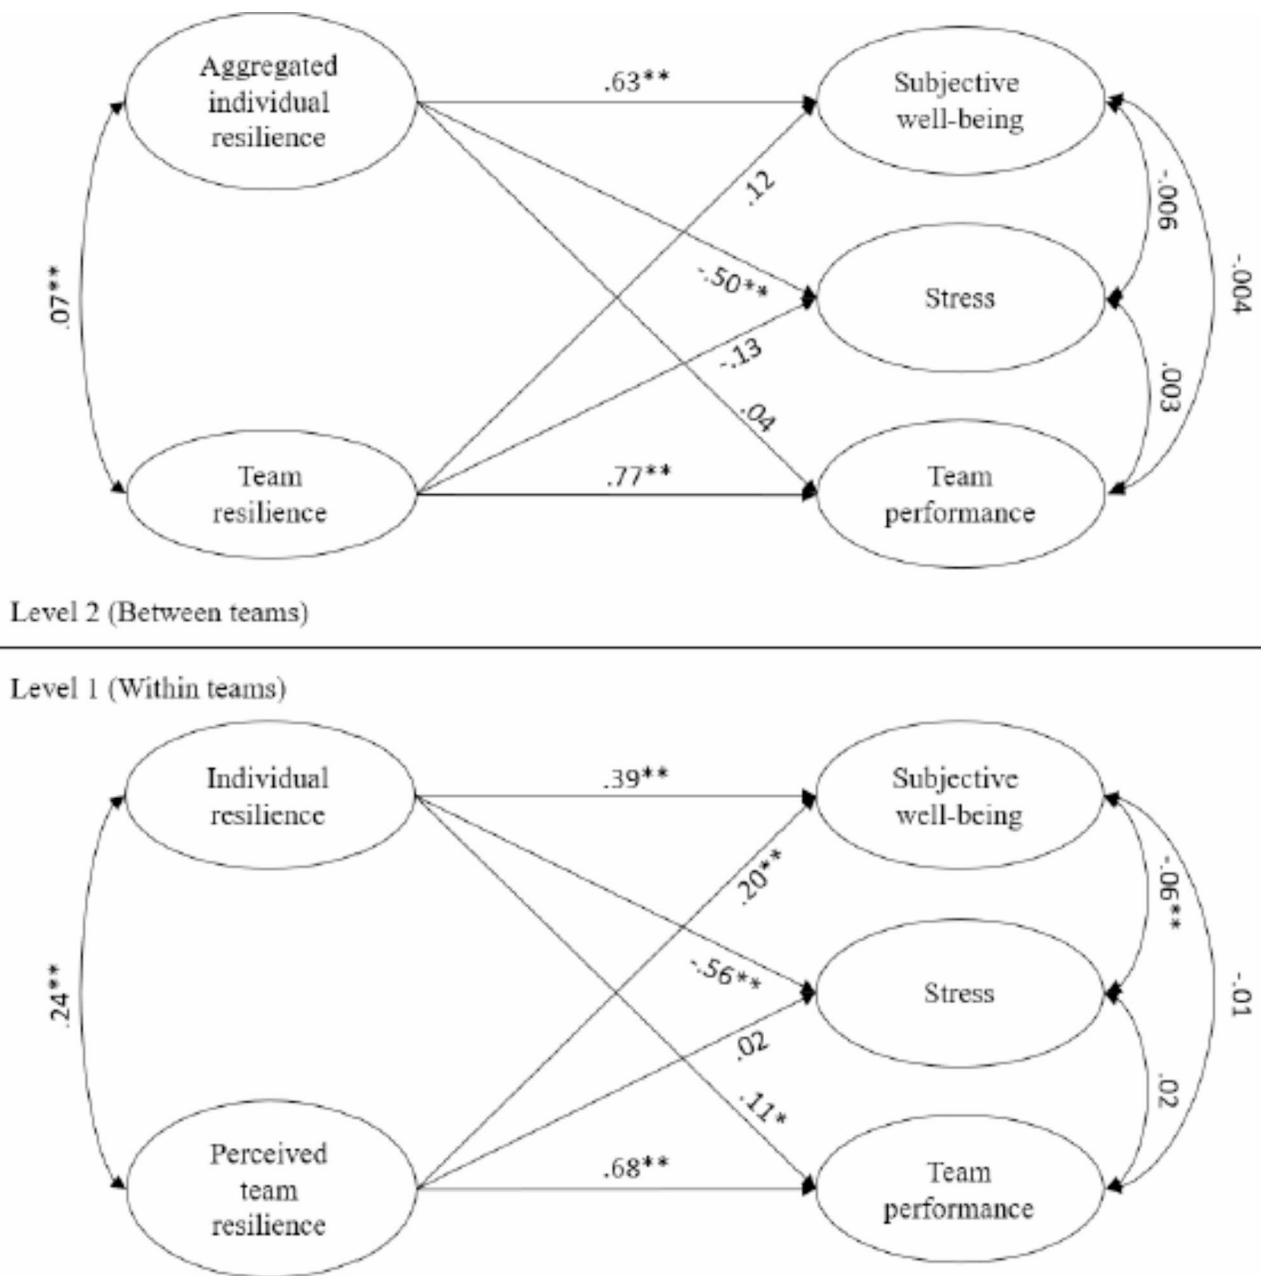 Aggregated
individual
resilience
.63**
Subjective
well-being
.12
-.006
.07**
-.50**
Stress
-.004
-.13
.003
.04
Team
resilience
.77**
Team
performance
Level 2 (Between teams)
Level 1 (Within teams)
Individual
resilience
.39**
Subjective
well-being
.20**
-.06**
.24**
-.56**
Stress
-.01
.02
.02
.11*
Perceived
team
resilience
.68**
Team
performance